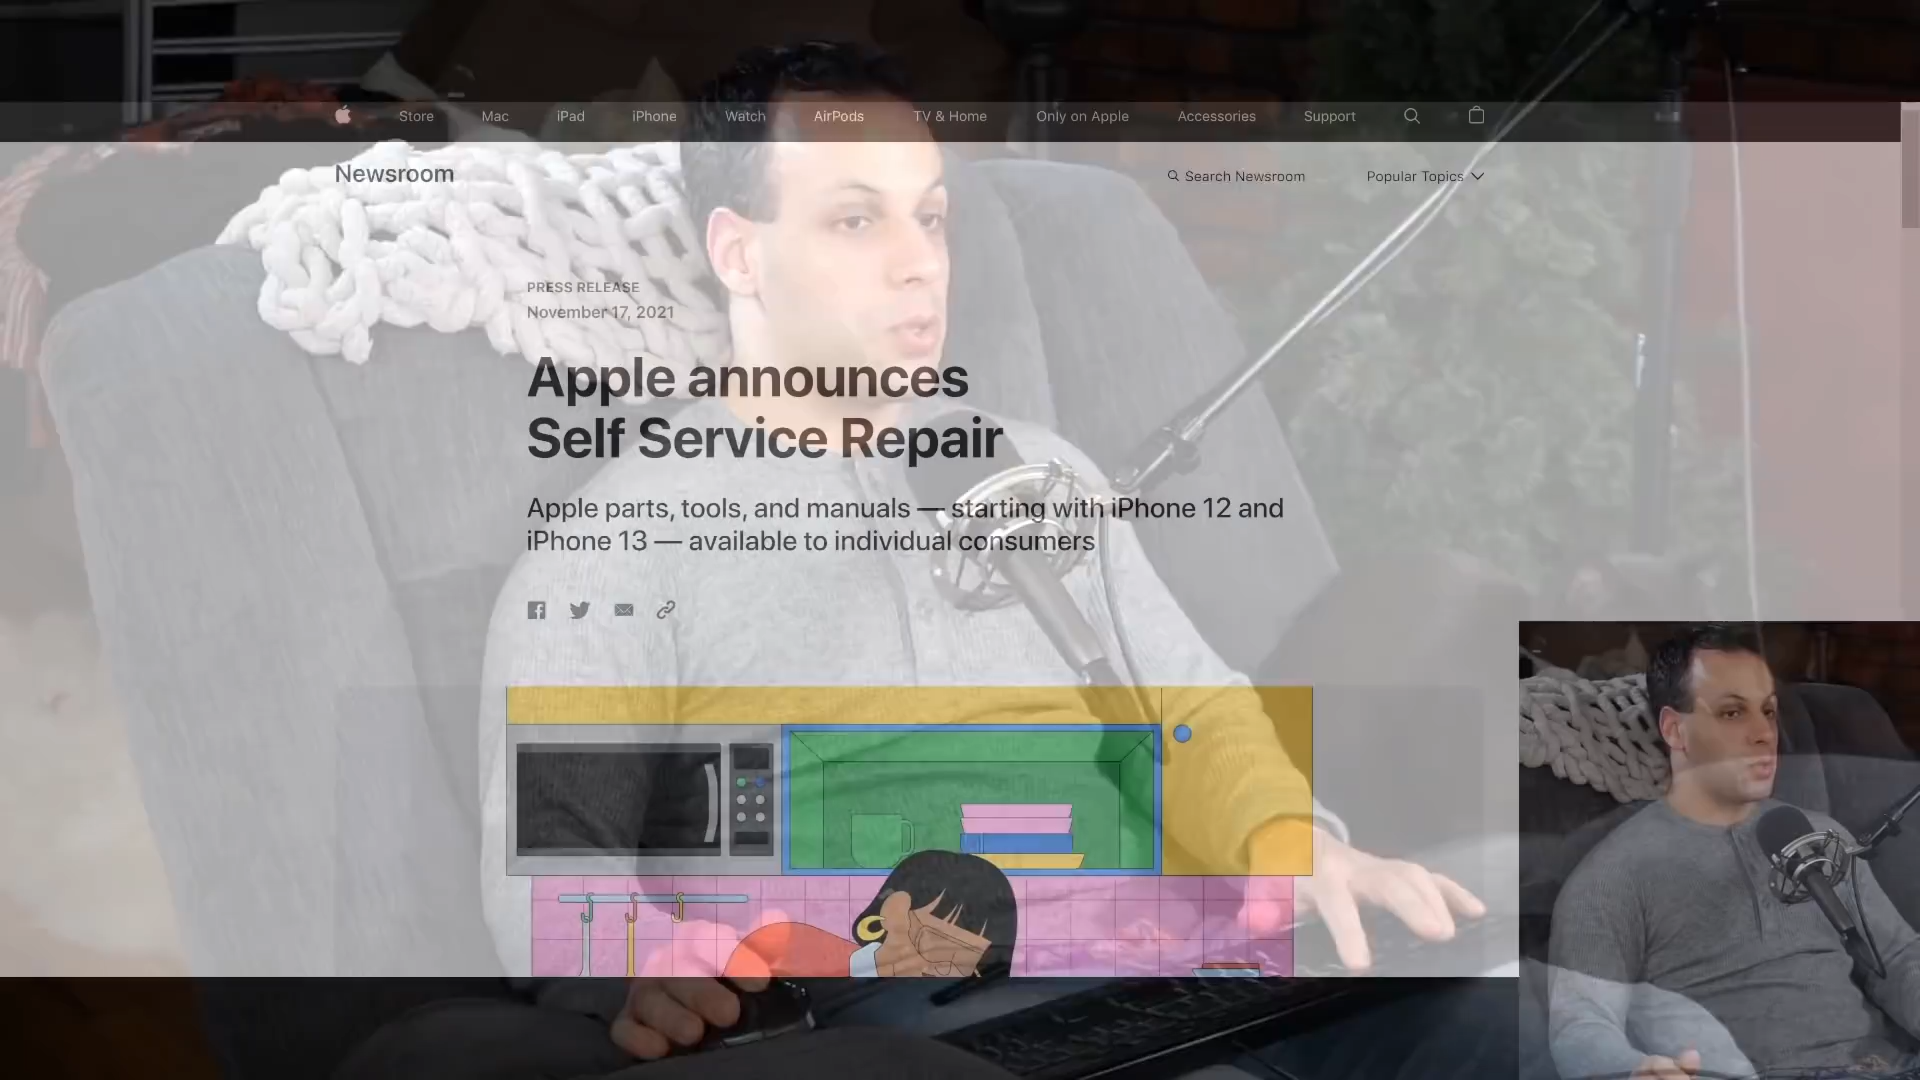 Store Mac iPad iPhone Watch AirPods TV & Home Only on Apple Accessories Support
Newsroom
Search Newsroom Popular Topics
PRESS RELEASE
November 17, 2021
Apple announces
Self Service Repair
Apple parts, tools, and manuals — starting with iPhone 12 and
iPhone 13 — available to individual consumers